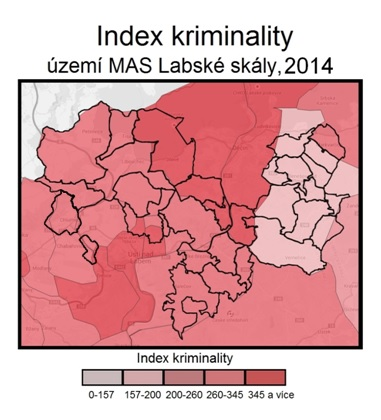 Index kriminality
území MAS Labské skály, 2014
Index kriminality
0-157 157-200 200-260 260-345 345 a více